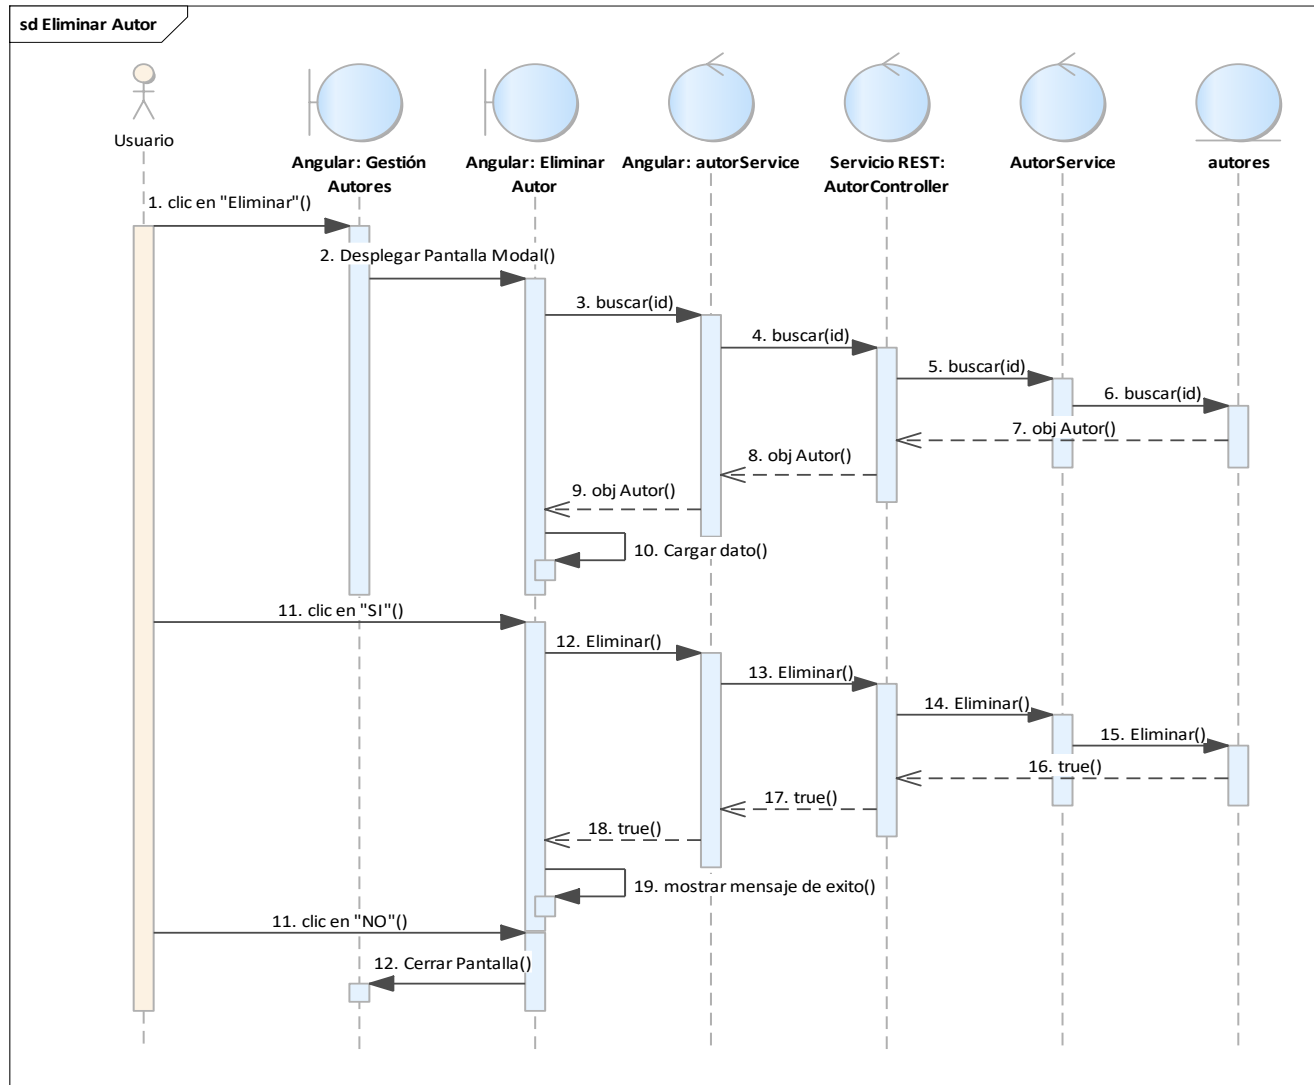 sd Eliminar Autor
Usuario
Angular: Gestión
Autores
Angular: Eliminar
Autor
Angular: autorService
Servicio REST:
AutorController
AutorService
autores
1. clic en "Eliminar"()
2. Desplegar Pantalla Modal()
3. buscar(id)
4. buscar(id)
5. buscar(id)
6. buscar(id)
7. obj Autor()
8. obj Autor()
9. obj Autor()
10. Cargar dato()
11. clic en "SI"()
12. Eliminar()
13. Eliminar()
14. Eliminar()
15. Eliminar()
16. true()
17. true()
18. true()
19. mostrar mensaje de exito()
11. clic en "NO"()
12. Cerrar Pantalla()